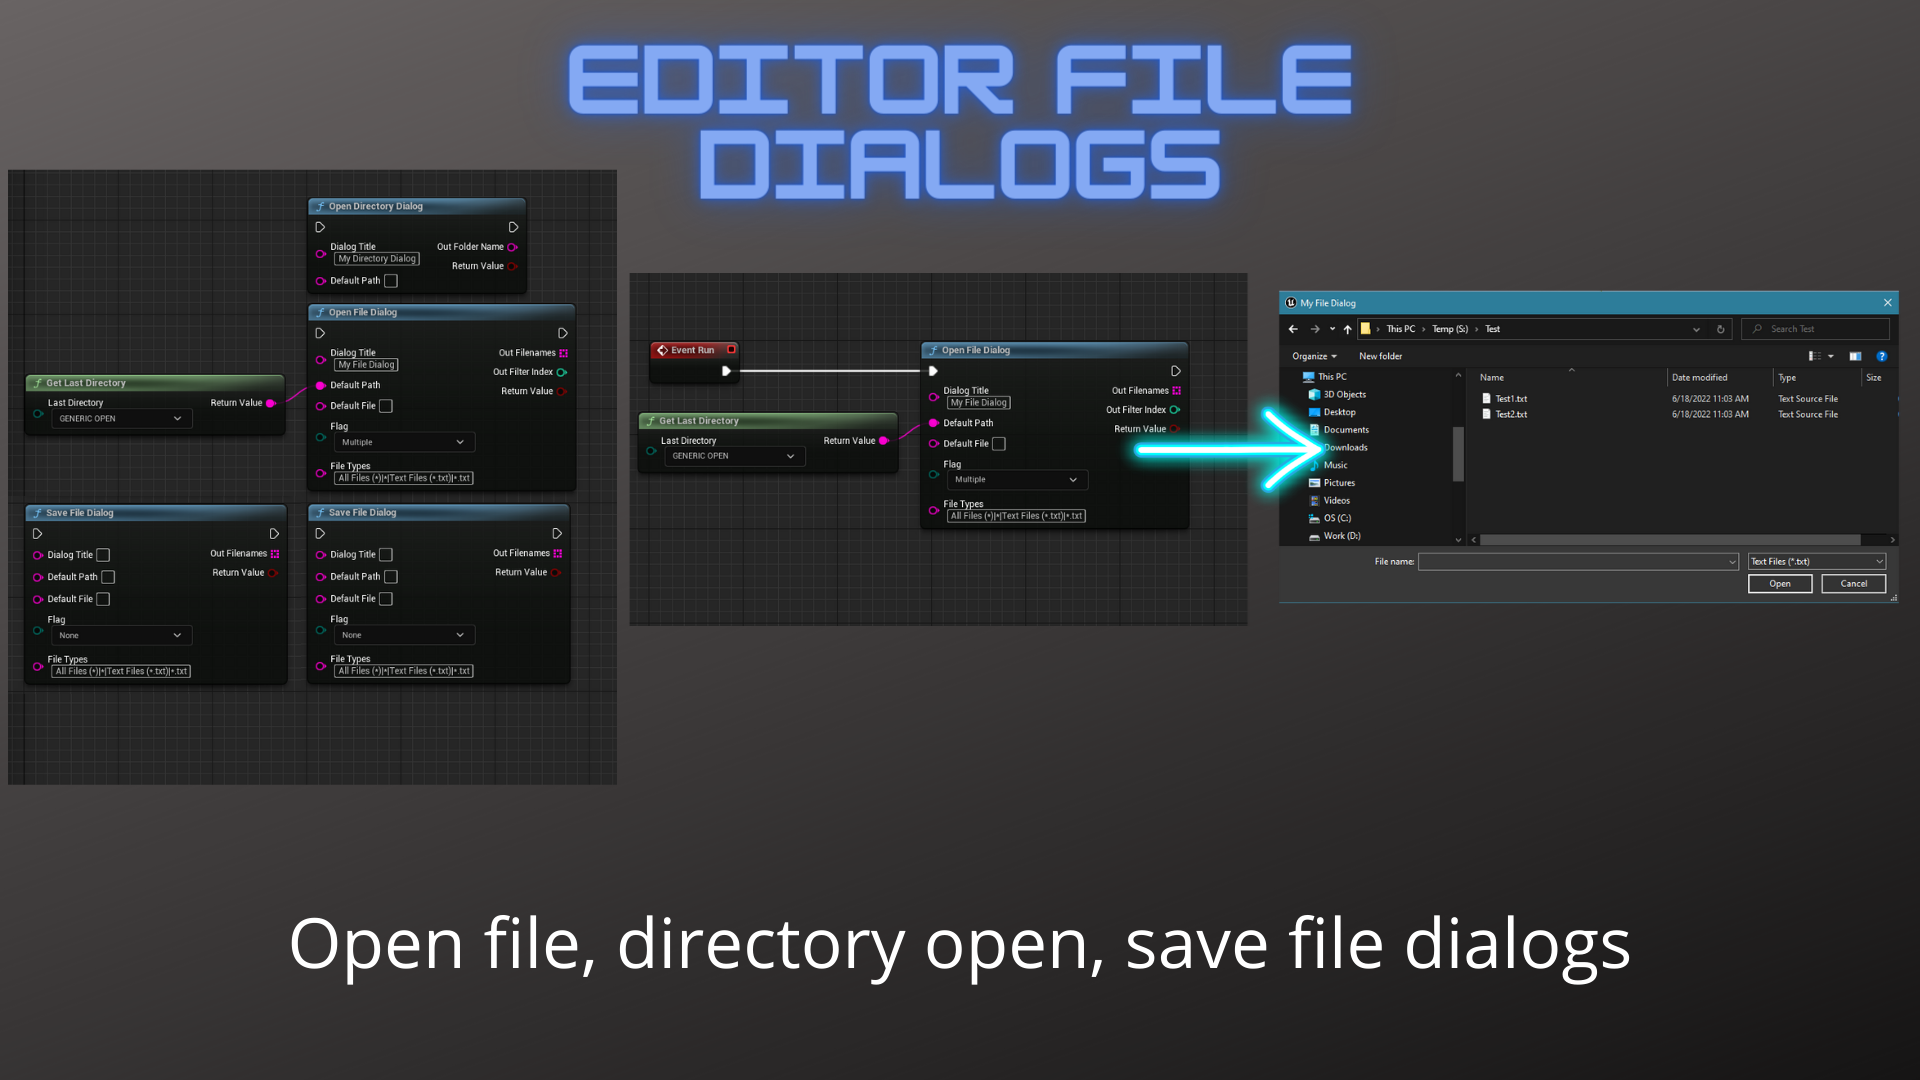 EDITOR FILE
DIALOGS
Open Directory Dialog
Dialog Title
My Directory Dialog
Default Path
Out Folder Name
Return Value
Open File Dialog
Dialog Title
My File Dialog
Default Path
Default File
Flag
Multiple
File Types
All Files (*)|*|Text Files (*.txt)|*.txt
Out Filenames
Out Filter Index
Return Value
Get Last Directory
Last Directory
GENERIC OPEN
Return Value
Save File Dialog
Dialog Title
Default Path
Default File
Flag
None
File Types
All Files (*)|*|Text Files (*.txt)|*.txt
Out Filenames
Return Value
Save File Dialog
Dialog Title
Default Path
Default File
Flag
None
File Types
All Files (*)|*|Text Files (*.txt)|*.txt
Out Filenames
Return Value
Event Run
Get Last Directory
Last Directory
GENERIC OPEN
Return Value
Open File Dialog
Dialog Title
My File Dialog
Default Path
Default File
Flag
Multiple
File Types
All Files (*)|*|Text Files (*.txt)|*.txt
Out Filenames
Out Filter Index
Return Value
My File Dialog
This PC › Temp (S:) › Test
Search Test
Organize
New folder
This PC
3D Objects
Desktop
Documents
Downloads
Music
Pictures
Videos
OS (C:)
Work (D:)
Name Date modified Type Size
Test1.txt 6/18/2022 11:03 AM Text Source File
Test2.txt 6/18/2022 11:03 AM Text Source File
File name:
Text Files (*.txt)
Open Cancel
Open file, directory open, save file dialogs